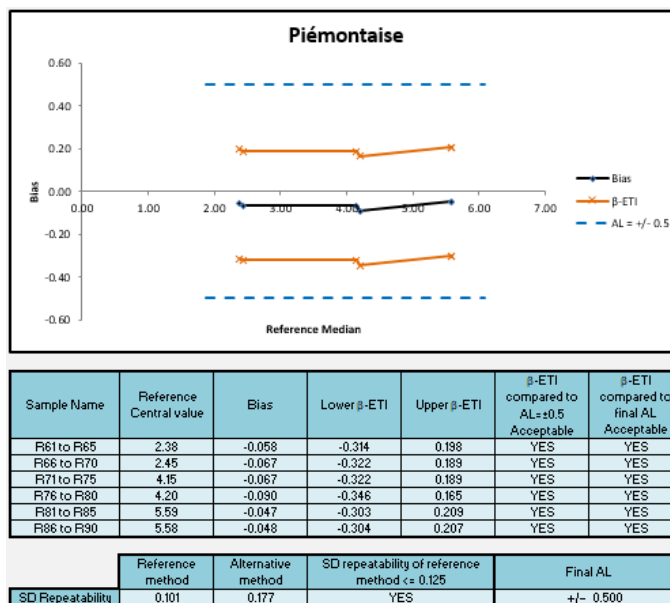 Piémontaise
0.60
0.40
0.20
0.00
0.00 1.00 2.00 3.00 4.00 5.00 6.00 7.00
-0.20
-0.40
-0.60
Bias
Reference Median
Bias
β-ETI
AL = +/- 0.5
Sample Name | Reference Central value | Bias | Lower β-ETI | Upper β-ETI | β-ETI compared to AL=±0.5 Acceptable | β-ETI compared to final AL Acceptable
R61 to R65 2.38 -0.058 -0.314 0.198 YES YES
R66 to R70 2.45 -0.067 -0.322 0.189 YES YES
R71 to R75 4.15 -0.067 -0.322 0.189 YES YES
R76 to R80 4.20 -0.090 -0.346 0.165 YES YES
R81 to R85 5.59 -0.047 -0.303 0.209 YES YES
R86 to R90 5.58 -0.048 -0.304 0.207 YES YES
Reference method | Alternative method | SD repeatability of reference method <= 0.125 | Final AL
SD Repeatability 0.101 0.177 YES +/- 0.500